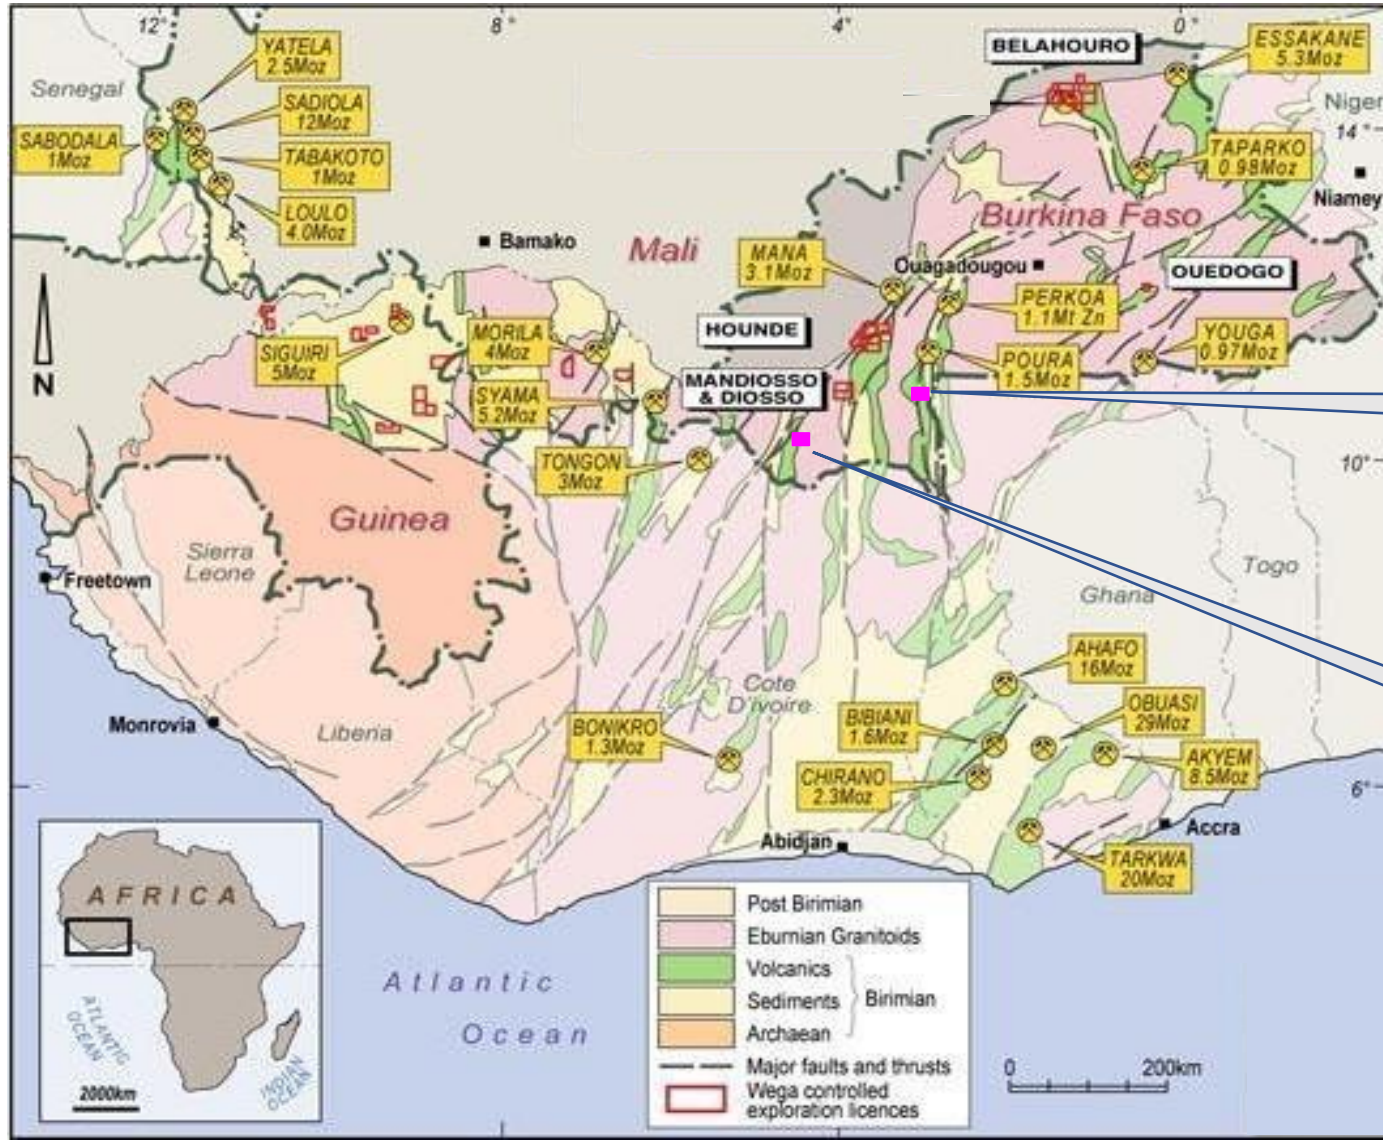 12°
8°
4°
0°
YATELA
2.5Moz
Senegal
SADIOLA
12Moz
SABODALA
1Moz
TABAKOTO
1Moz
LOULO
4.0Moz
BELAHOURO
ESSAKANE
5.3Moz
Niger
14°
TAPARKO
0.98Moz
Niamey
Burkina Faso
Bamako
Mali
MANA
3.1Moz
Ouagadougou
OUEDOGO
PERKOA
1.1Mt Zn
HOUNDE
MORILA
4Moz
SIGUIRI
5Moz
YOUGA
0.97Moz
POURA
1.5Moz
N
MANDIOSSO
& DIOSSO
SYAMA
5.2Moz
TONGON
3Moz
10°
Guinea
Sierra
Leone
Freetown
Togo
Ghana
AHAFO
16Moz
Cote
D'ivoire
Monrovia
Liberia
BONIKRO
1.3Moz
BIBIANI
1.6Moz
OBUASI
29Moz
AKYEM
8.5Moz
CHIRANO
2.3Moz
6°
Abidjan
Accra
TARKWA
20Moz
AFRICA
ATLANTIC
OCEAN
INDIAN
OCEAN
2000km
Atlantic
Ocean
Post Birimian
Eburnian Granitoids
Volcanics
Sediments
Birimian
Archaean
Major faults and thrusts
Wega controlled
exploration licences
0 200km